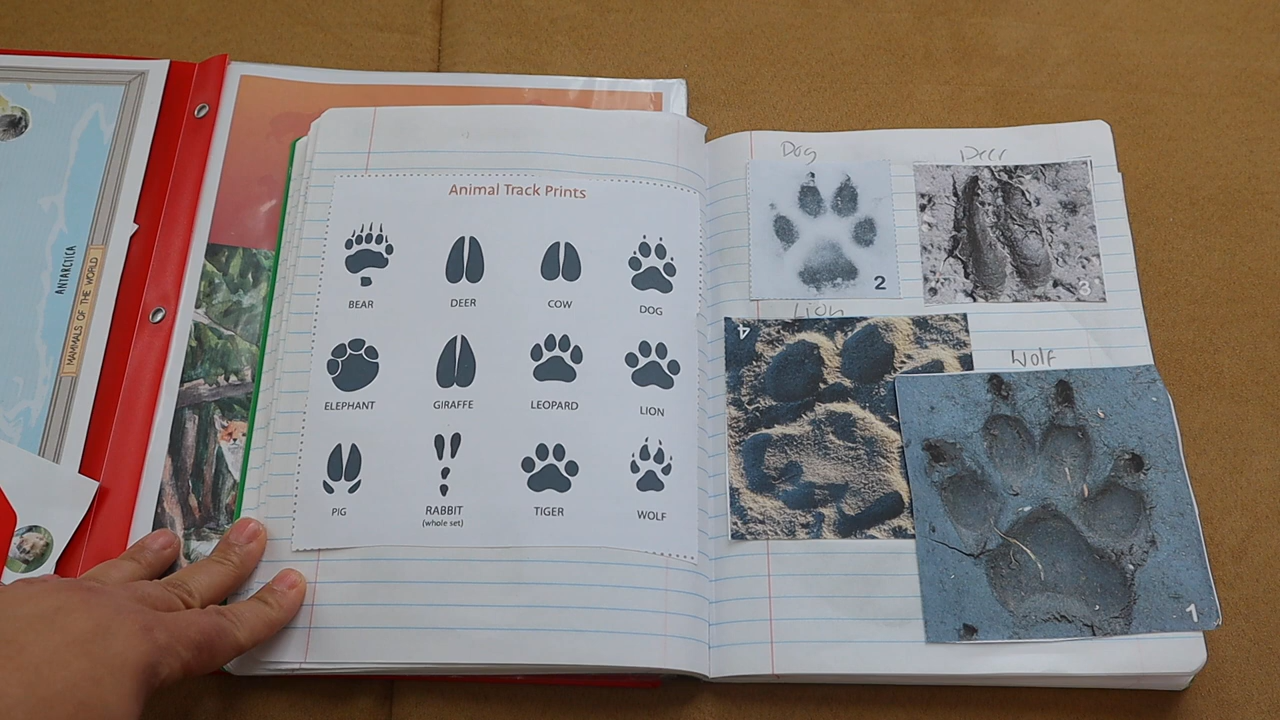 ANTARCTICA
MAMMALS OF THE WORLD
Animal Track Prints
BEAR DEER COW DOG
ELEPHANT GIRAFFE LEOPARD LION
PIG RABBIT TIGER WOLF
(whole set)
Dog Deer
2 3
Lion
4
Wolf
1